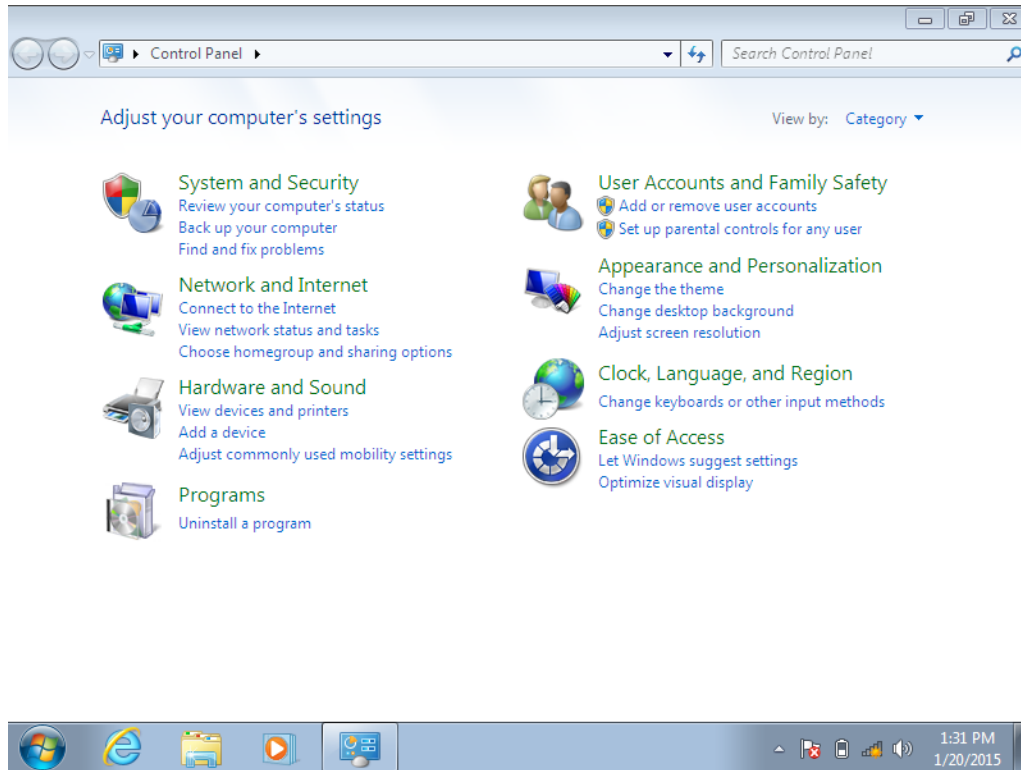 Control Panel
Search Control Panel
Adjust your computer's settings
View by: Category
System and Security
Review your computer's status
Back up your computer
Find and fix problems
Network and Internet
Connect to the Internet
View network status and tasks
Choose homegroup and sharing options
Hardware and Sound
View devices and printers
Add a device
Adjust commonly used mobility settings
Programs
Uninstall a program
User Accounts and Family Safety
Add or remove user accounts
Set up parental controls for any user
Appearance and Personalization
Change the theme
Change desktop background
Adjust screen resolution
Clock, Language, and Region
Change keyboards or other input methods
Ease of Access
Let Windows suggest settings
Optimize visual display
1:31 PM
1/20/2015